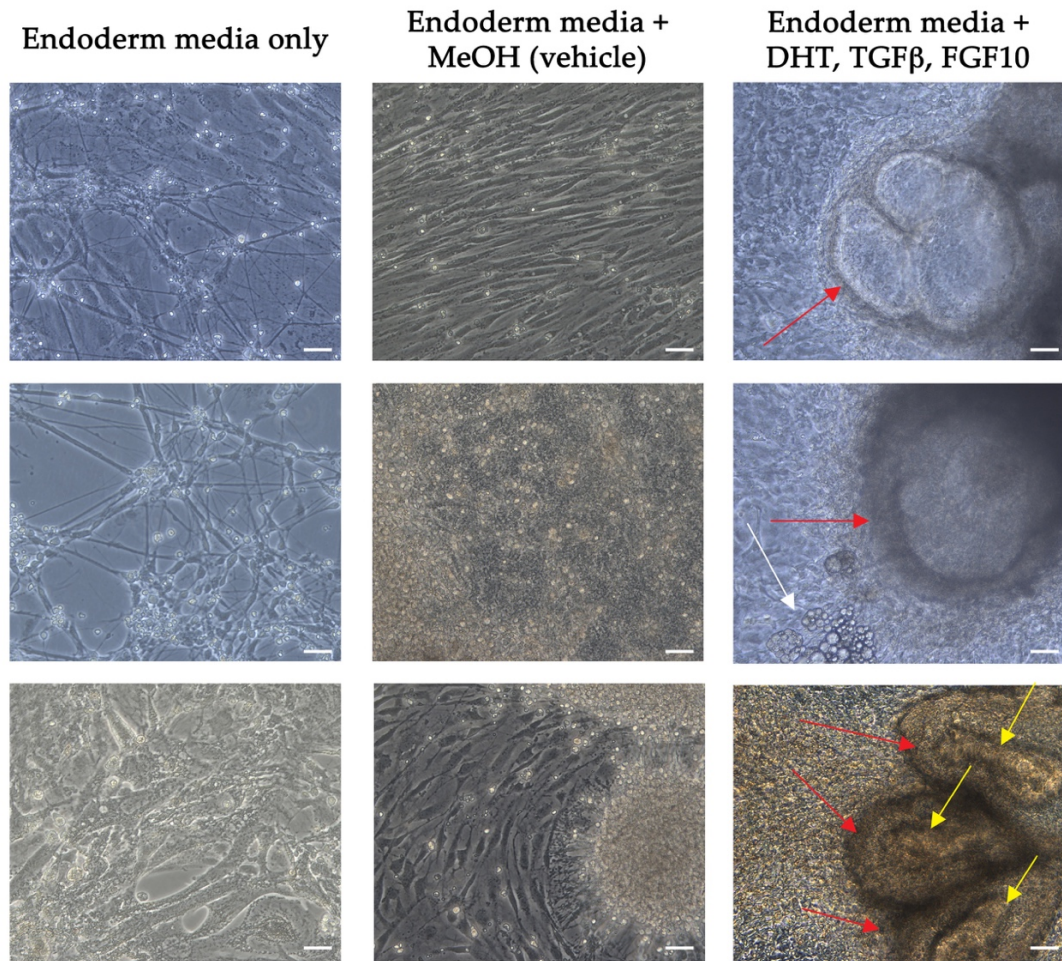 Endoderm media only
Endoderm media +
MeOH (vehicle)
Endoderm media +
DHT, TGFβ, FGF10